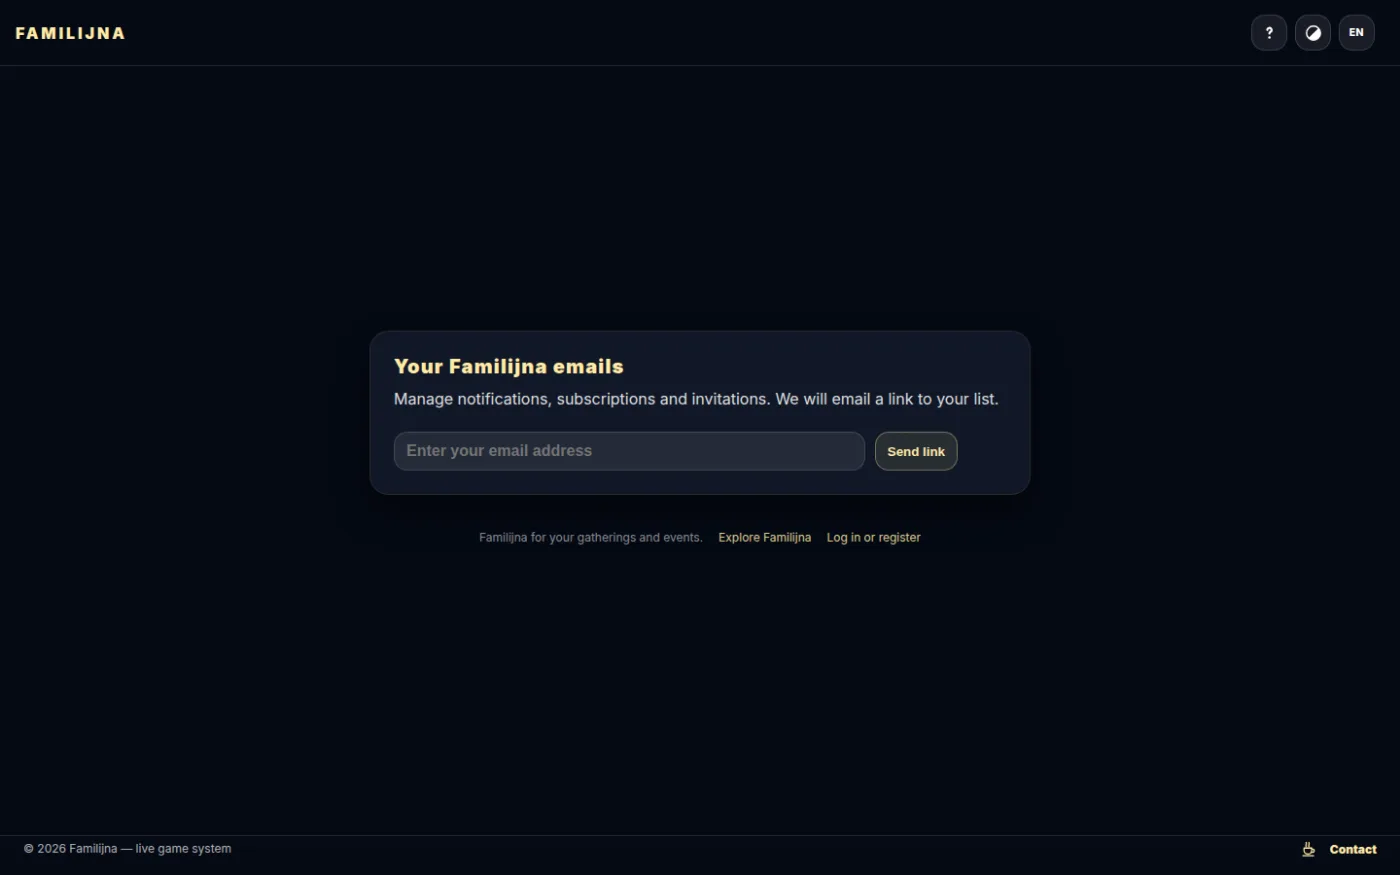 FAMILIJNA
?
EN
Your Familijna emails
Manage notifications, subscriptions and invitations. We will email a link to your list.
Enter your email address
Send link
Familijna for your gatherings and events. Explore Familijna Log in or register
© 2026 Familijna — live game system
Contact